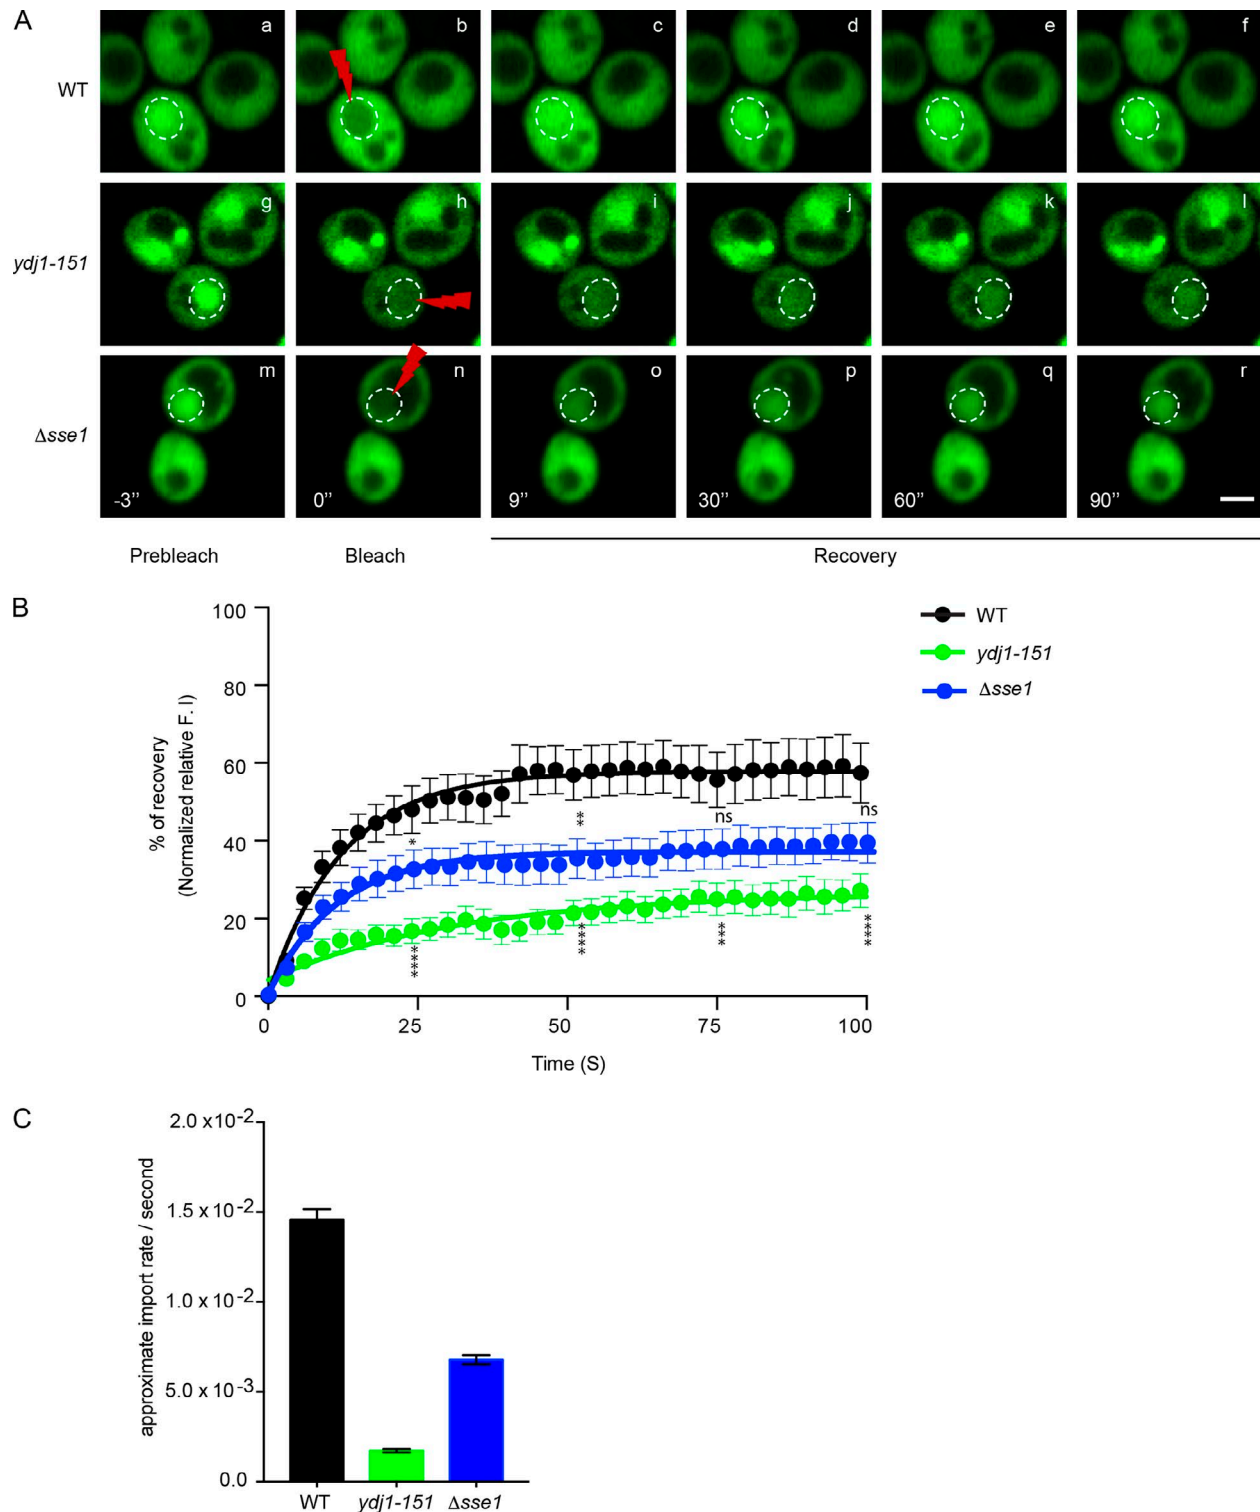 A
a b c d e f
WT
g h i j k l
ydj1-151
m n o p q r
Δsse1
-3’’ 0’’ 9’’ 30’’ 60’’ 90’’
Prebleach Bleach Recovery
B
% of recovery
(Normalized relative F. I)
100
80
60
40
20
0
0 25 50 75 100
Time (S)
* ** ns ns
**** **** *** ****
WT
ydj1-151
Δsse1
C
approximate import rate / second
2.0 x10-2
1.5 x10-2
1.0 x10-2
5.0 x10-3
0.0
WT ydj1-151 Δsse1